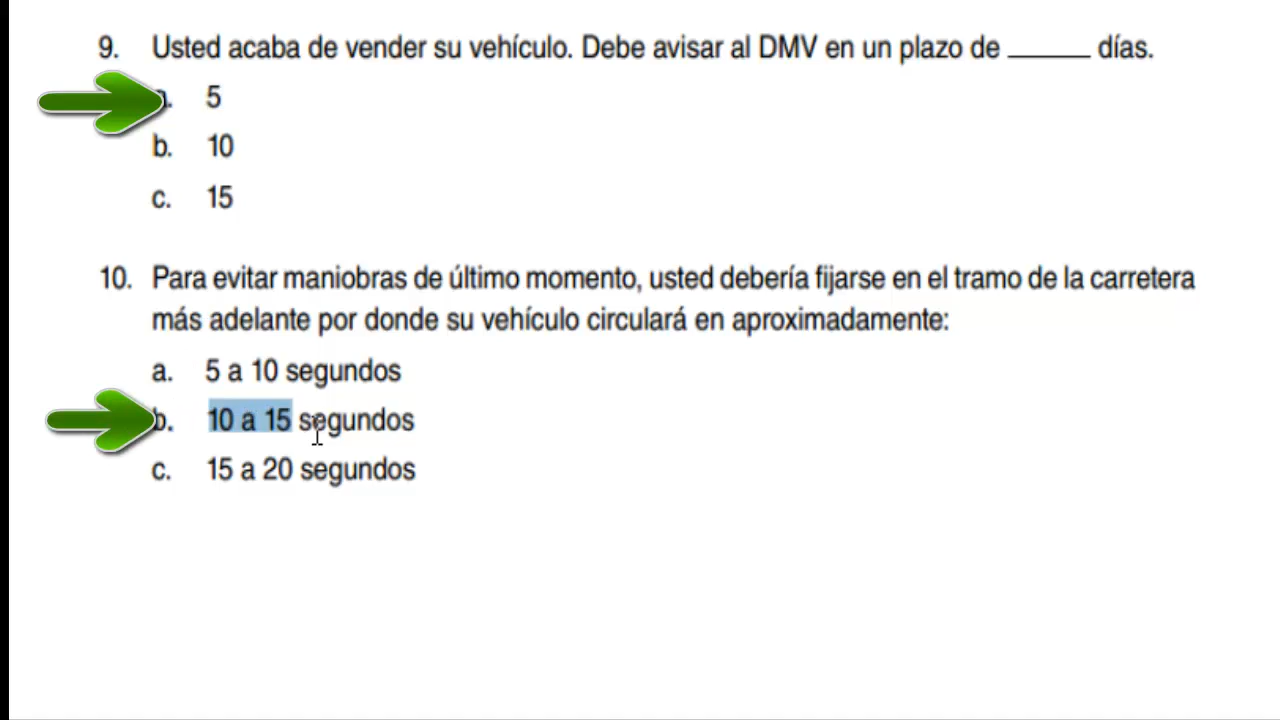 9. Usted acaba de vender su vehículo. Debe avisar al DMV en un plazo de ______ días.
a. 5
b. 10
c. 15
10. Para evitar maniobras de último momento, usted debería fijarse en el tramo de la carretera
más adelante por donde su vehículo circulará en aproximadamente:
a. 5 a 10 segundos
b. 10 a 15 segundos
c. 15 a 20 segundos